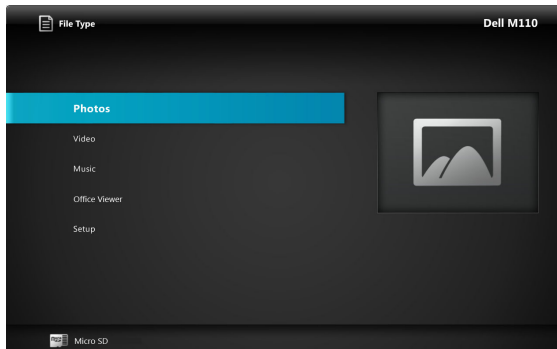 File Type
Dell M110
Photos
Video
Music
Office Viewer
Setup
Micro SD